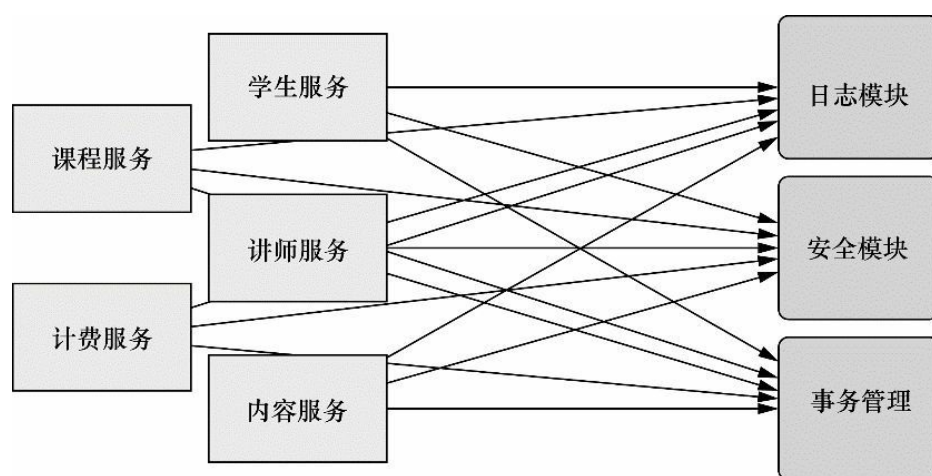 学生服务
日志模块
课程服务
讲师服务
安全模块
计费服务
内容服务
事务管理